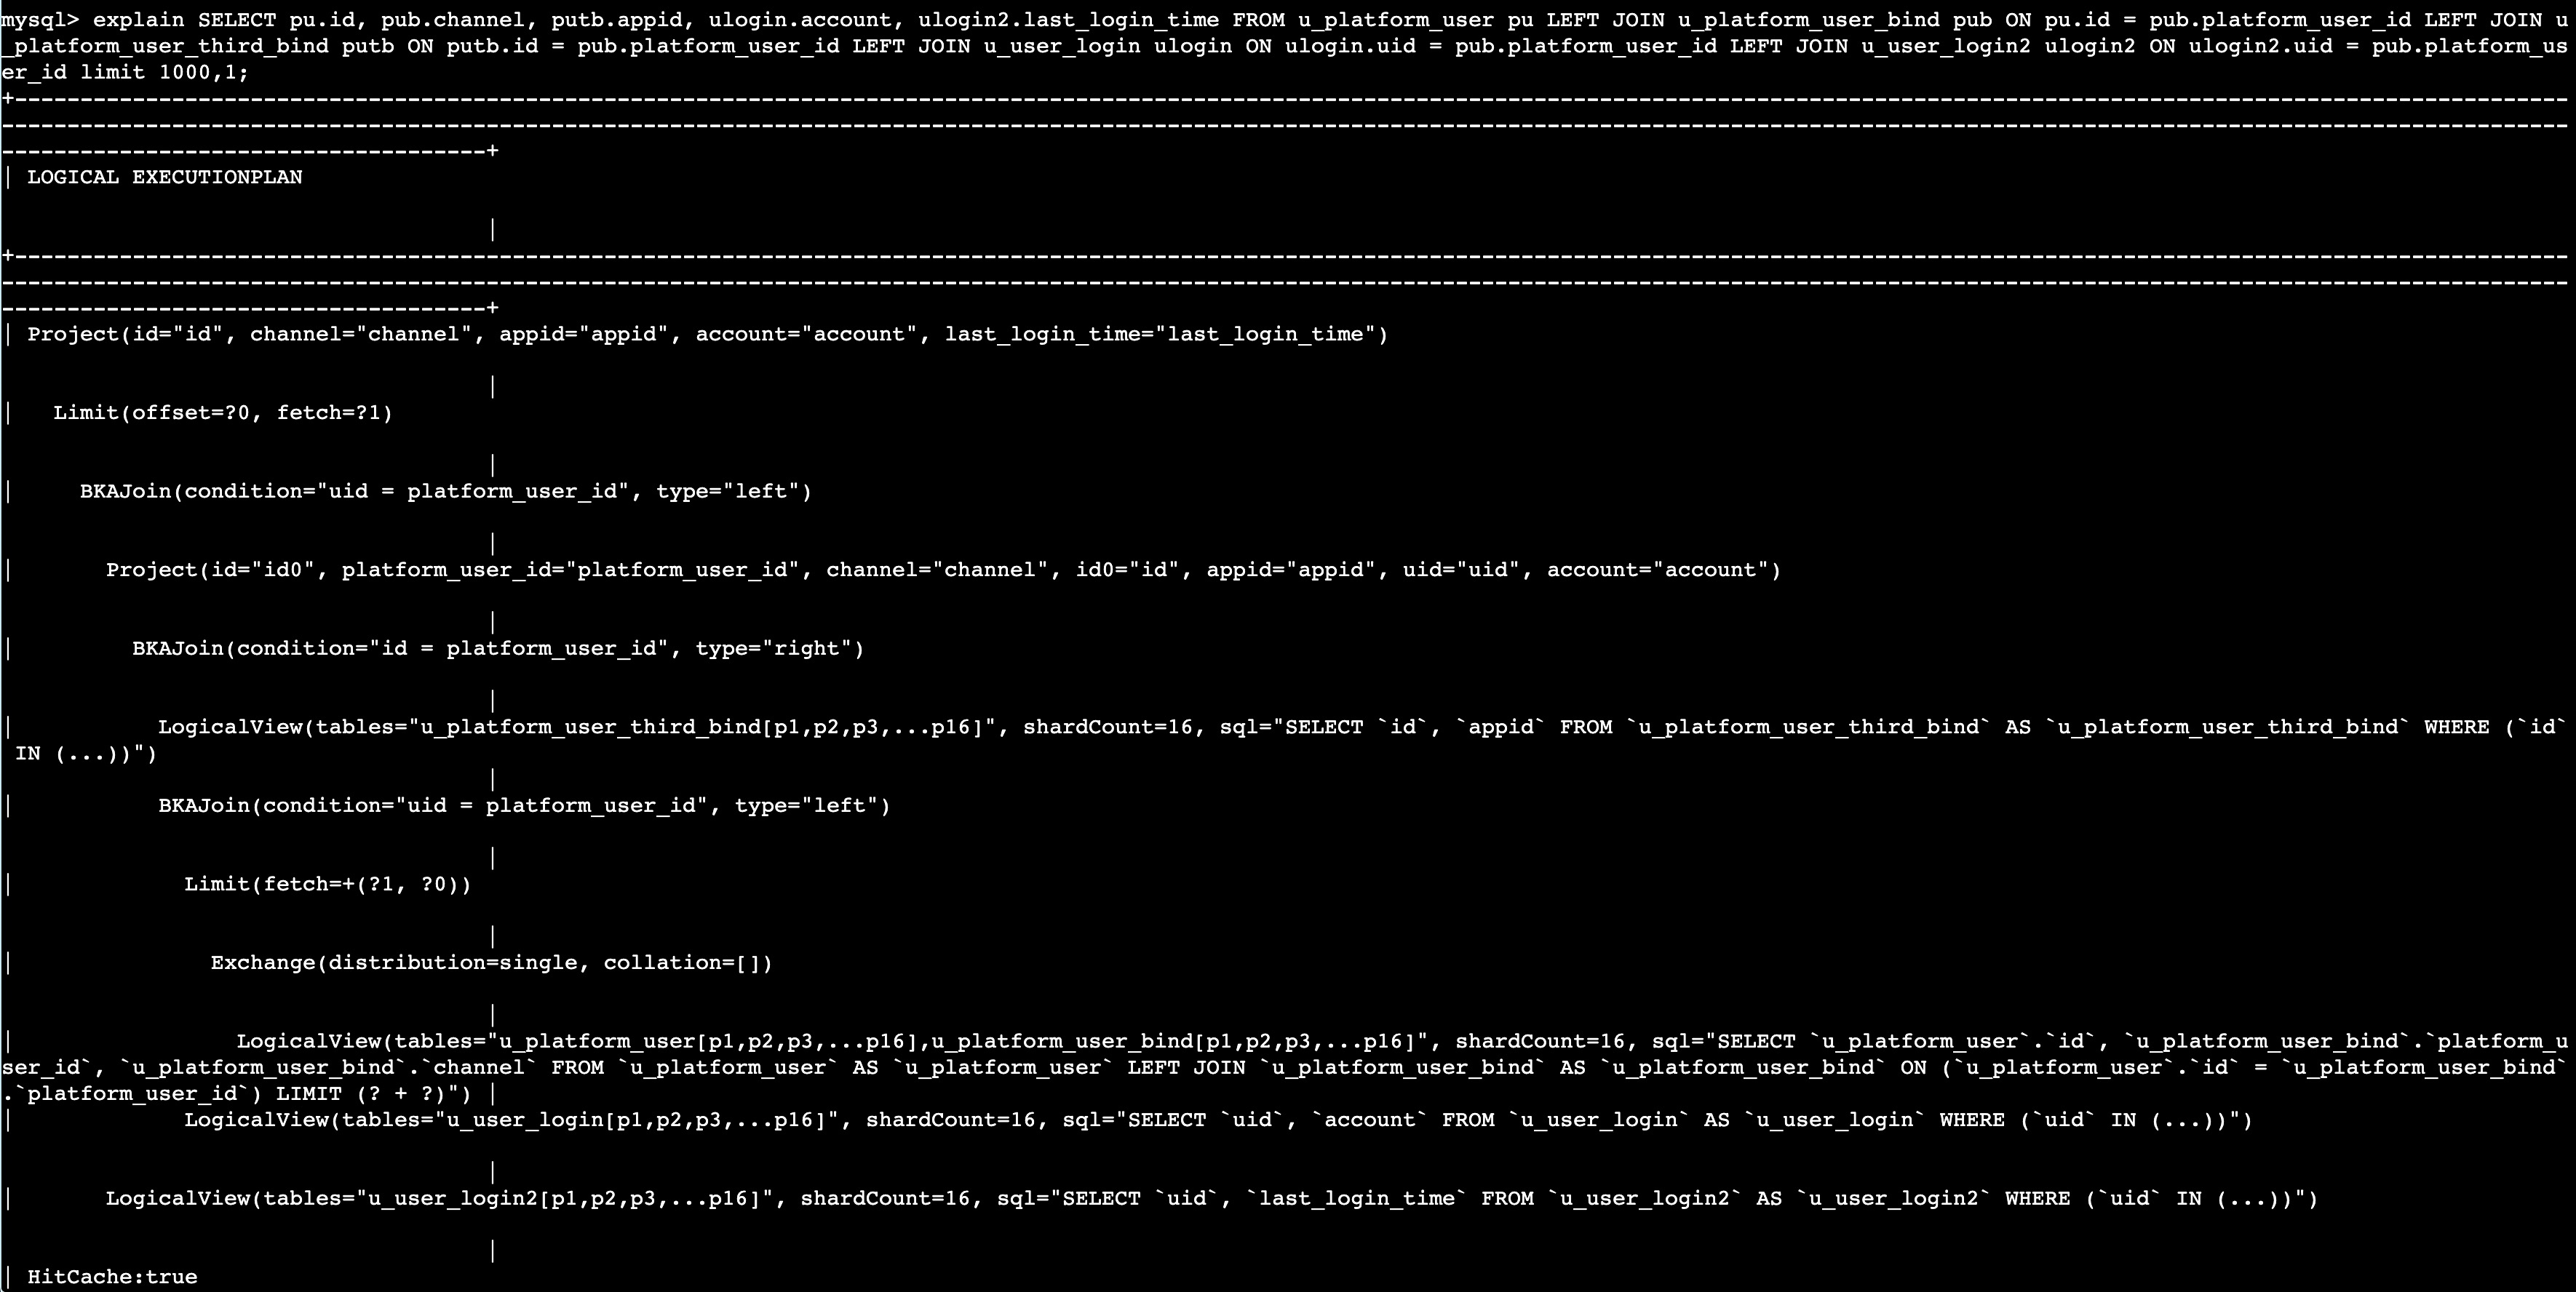 mysql> explain SELECT pu.id, pub.channel, putb.appid, ulogin.account, ulogin2.last_login_time FROM u_platform_user pu LEFT JOIN u_platform_user_bind pub ON pu.id = pub.platform_user_id LEFT JOIN u
_platform_user_third_bind putb ON putb.id = pub.platform_user_id LEFT JOIN u_user_login ulogin ON ulogin.uid = pub.platform_user_id LEFT JOIN u_user_login2 ulogin2 ON ulogin2.uid = pub.platform_us
er_id limit 1000,1;
+---------------------------------------------------------------------------------------------------------------------------------------------------------------------------------------------------
----------------------------------------------------------------------------------------------------------------------------------------------------------------------------------------------------
-------------------------------------+
| LOGICAL EXECUTIONPLAN
|
+---------------------------------------------------------------------------------------------------------------------------------------------------------------------------------------------------
----------------------------------------------------------------------------------------------------------------------------------------------------------------------------------------------------
-------------------------------------+
| Project(id="id", channel="channel", appid="appid", account="account", last_login_time="last_login_time")
|
|   Limit(offset=?0, fetch=?1)
|
|     BKAJoin(condition="uid = platform_user_id", type="left")
|
|       Project(id="id0", platform_user_id="platform_user_id", channel="channel", id0="id", appid="appid", uid="uid", account="account")
|
|         BKAJoin(condition="id = platform_user_id", type="right")
|
|           LogicalView(tables="u_platform_user_third_bind[p1,p2,p3,...p16]", shardCount=16, sql="SELECT `id`, `appid` FROM `u_platform_user_third_bind` AS `u_platform_user_third_bind` WHERE (`id`
 IN (...))")
|
|           BKAJoin(condition="uid = platform_user_id", type="left")
|
|             Limit(fetch=+(?1, ?0))
|
|               Exchange(distribution=single, collation=[])
|
|                 LogicalView(tables="u_platform_user[p1,p2,p3,...p16],u_platform_user_bind[p1,p2,p3,...p16]", shardCount=16, sql="SELECT `u_platform_user`.`id`, `u_platform_user_bind`.`platform_u
ser_id`, `u_platform_user_bind`.`channel` FROM `u_platform_user` AS `u_platform_user` LEFT JOIN `u_platform_user_bind` AS `u_platform_user_bind` ON (`u_platform_user`.`id` = `u_platform_user_bind`
.`platform_user_id`) LIMIT (? + ?)") |
|             LogicalView(tables="u_user_login[p1,p2,p3,...p16]", shardCount=16, sql="SELECT `uid`, `account` FROM `u_user_login` AS `u_user_login` WHERE (`uid` IN (...))")
|
|       LogicalView(tables="u_user_login2[p1,p2,p3,...p16]", shardCount=16, sql="SELECT `uid`, `last_login_time` FROM `u_user_login2` AS `u_user_login2` WHERE (`uid` IN (...))")
|
| HitCache:true